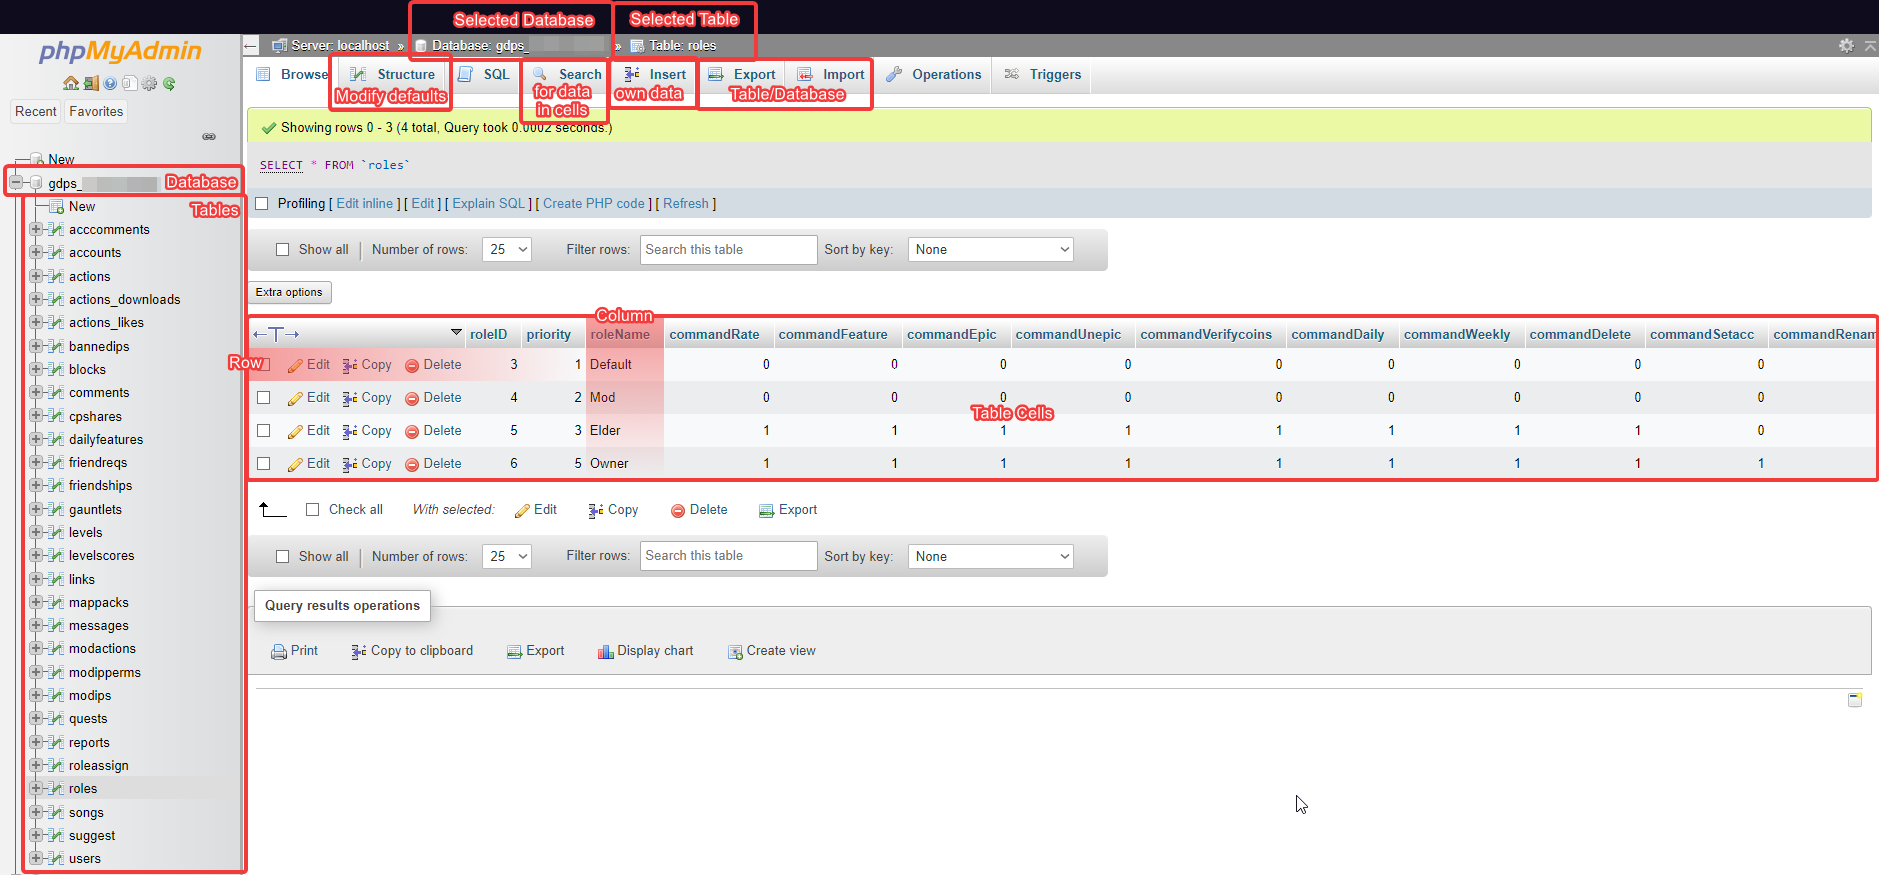 Selected Database
Selected Table
phpMyAdmin
Server: localhost » Database: gdps_ » Table: roles
Browse Structure SQL Search Insert Export Import Operations Triggers
Modify defaults
for data
in cells
own data
Table/Database
Recent Favorites
Showing rows 0 - 3 (4 total, Query took 0.0002 seconds.)
SELECT * FROM `roles`
Profiling [ Edit inline ] [ Edit ] [ Explain SQL ] [ Create PHP code ] [ Refresh ]
New
gdps_ Database
Tables
New
acccomments
accounts
actions
actions_downloads
actions_likes
bannedips
blocks
comments
cpshares
dailyfeatures
friendreqs
friendships
gauntlets
levels
levelscores
links
mappacks
messages
modactions
modipperms
modips
quests
reports
roleassign
roles
songs
suggest
users
Show all Number of rows: 25 Filter rows: Search this table Sort by key: None
Extra options
Column
←T→ roleID priority roleName commandRate commandFeature commandEpic commandUnepic commandVerifycoins commandDaily commandWeekly commandDelete commandSetacc commandRenam
Row
Edit Copy Delete 3 1 Default 0 0 0 0 0 0 0 0 0
Edit Copy Delete 4 2 Mod 0 0 0 0 0 0 0 0 0
Table Cells
Edit Copy Delete 5 3 Elder 1 1 1 1 1 1 1 1 0
Edit Copy Delete 6 5 Owner 1 1 1 1 1 1 1 1 1
Check all With selected: Edit Copy Delete Export
Show all Number of rows: 25 Filter rows: Search this table Sort by key: None
Query results operations
Print Copy to clipboard Export Display chart Create view